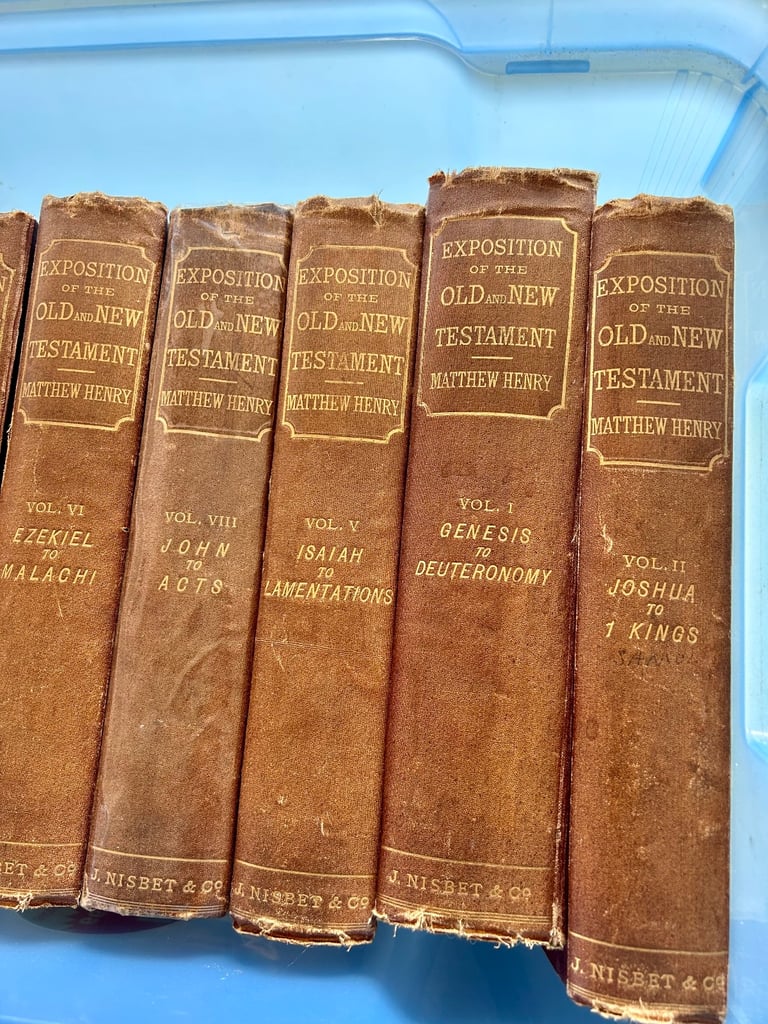 EXPOSITION
OF THE
OLD AND NEW
TESTAMENT
MATTHEW HENRY
VOL. VI
EZEKIEL
TO
MALACHI
EXPOSITION
OF THE
OLD AND NEW
TESTAMENT
MATTHEW HENRY
VOL. VIII
JOHN
TO
ACTS
J. NISBET & Co
EXPOSITION
OF THE
OLD AND NEW
TESTAMENT
MATTHEW HENRY
VOL. V
ISAIAH
TO
LAMENTATIONS
J. NISBET & Co
EXPOSITION
OF THE
OLD AND NEW
TESTAMENT
MATTHEW HENRY
VOL. I
GENESIS
TO
DEUTERONOMY
J. NISBET & Co
EXPOSITION
OF THE
OLD AND NEW
TESTAMENT
MATTHEW HENRY
VOL. II
JOSHUA
TO
1 KINGS
J. NISBET & Co